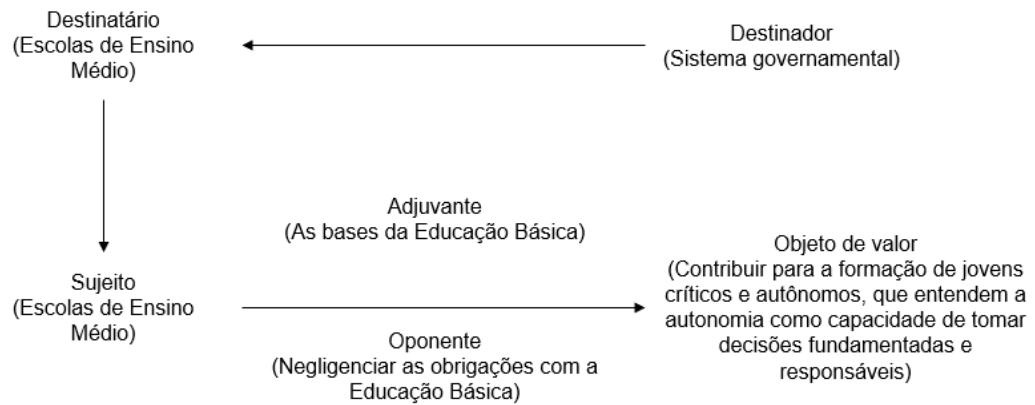 Destinatário
(Escolas de Ensino
Médio)
Destinador
(Sistema governamental)
Adjuvante
(As bases da Educação Básica)
Sujeito
(Escolas de Ensino
Médio)
Oponente
(Negligenciar as obrigações com a
Educação Básica)
Objeto de valor
(Contribuir para a formação de jovens
críticos e autônomos, que entendem a
autonomia como capacidade de tomar
decisões fundamentadas e
responsáveis)